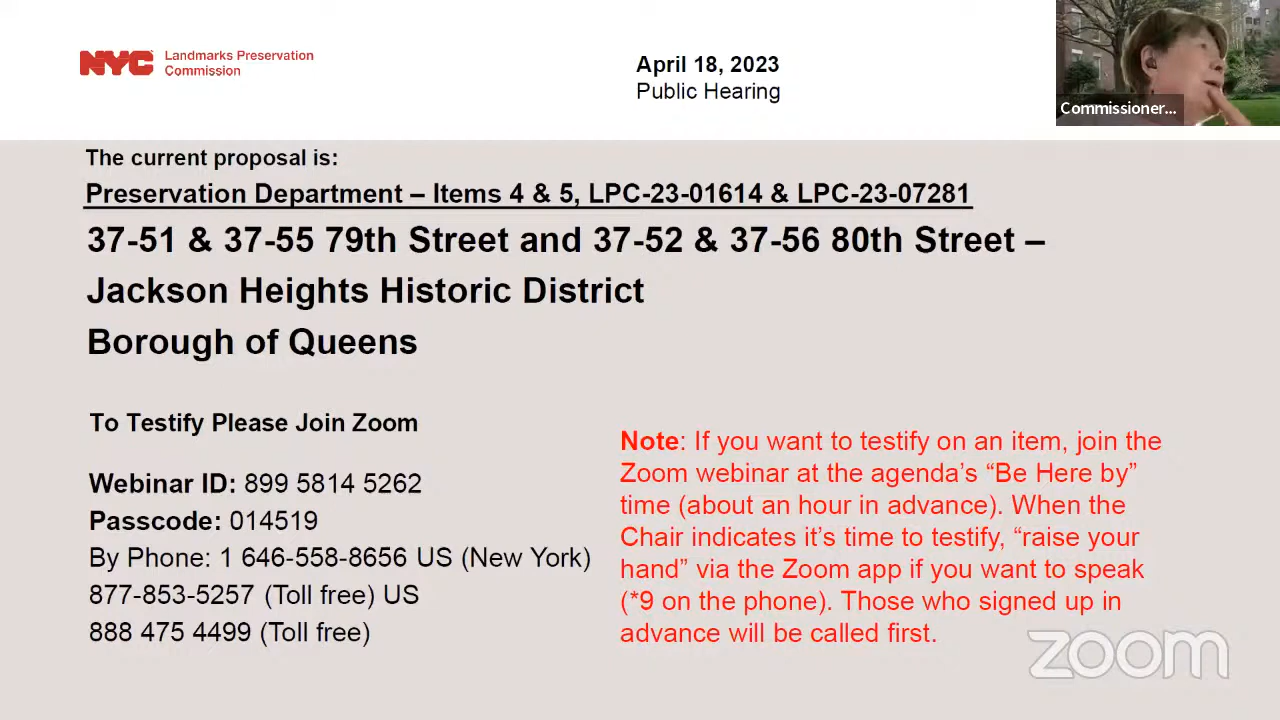 NYC Landmarks Preservation
Commission
April 18, 2023
Public Hearing
Commissioner...
The current proposal is:
Preservation Department – Items 4 & 5, LPC-23-01614 & LPC-23-07281
37-51 & 37-55 79th Street and 37-52 & 37-56 80th Street –
Jackson Heights Historic District
Borough of Queens
To Testify Please Join Zoom
Webinar ID: 899 5814 5262
Passcode: 014519
By Phone: 1 646-558-8656 US (New York)
877-853-5257 (Toll free) US
888 475 4499 (Toll free)
Note: If you want to testify on an item, join the
Zoom webinar at the agenda’s “Be Here by”
time (about an hour in advance). When the
Chair indicates it’s time to testify, “raise your
hand” via the Zoom app if you want to speak
(*9 on the phone). Those who signed up in
advance will be called first.
zoom